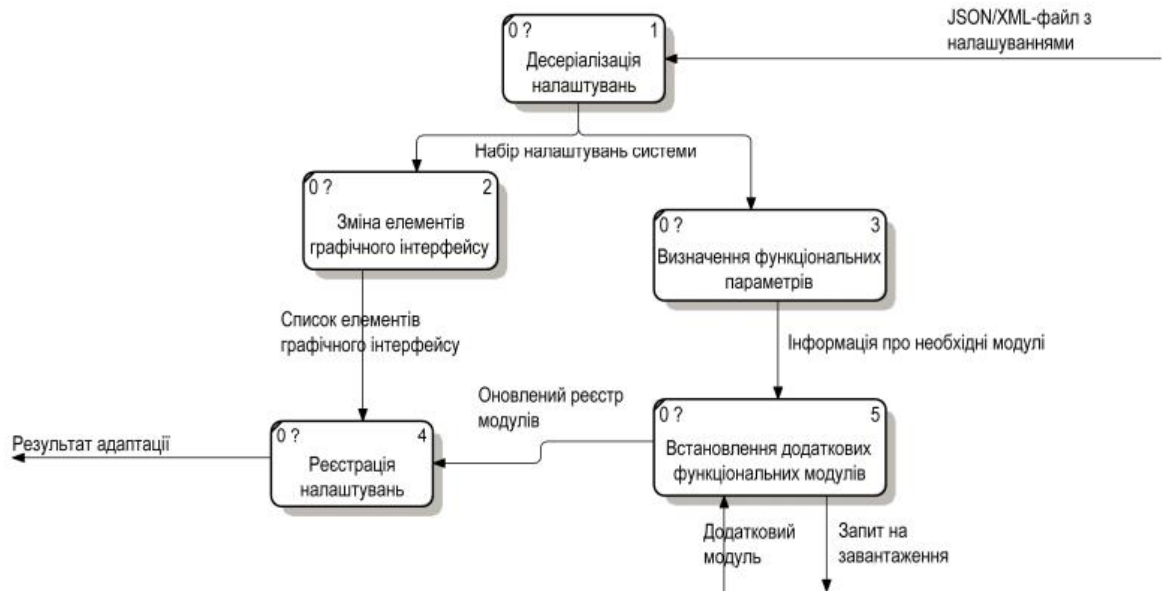 JSON/XML-файл з
налашуваннями
0 ?
1
Десеріалізація
налаштувань
Набір налаштувань системи
0 ?
2
Зміна елементів
графічного інтерфейсу
0 ?
3
Визначення функціональних
параметрів
Список елементів
графічного інтерфейсу
Інформація про необхідні модулі
Оновлений реєстр
модулів
0 ?
5
Встановлення додаткових
функціональних модулів
Результат адаптації
0 ?
4
Реєстрація
налаштувань
Додатковий
модуль
Запит на
завантаження